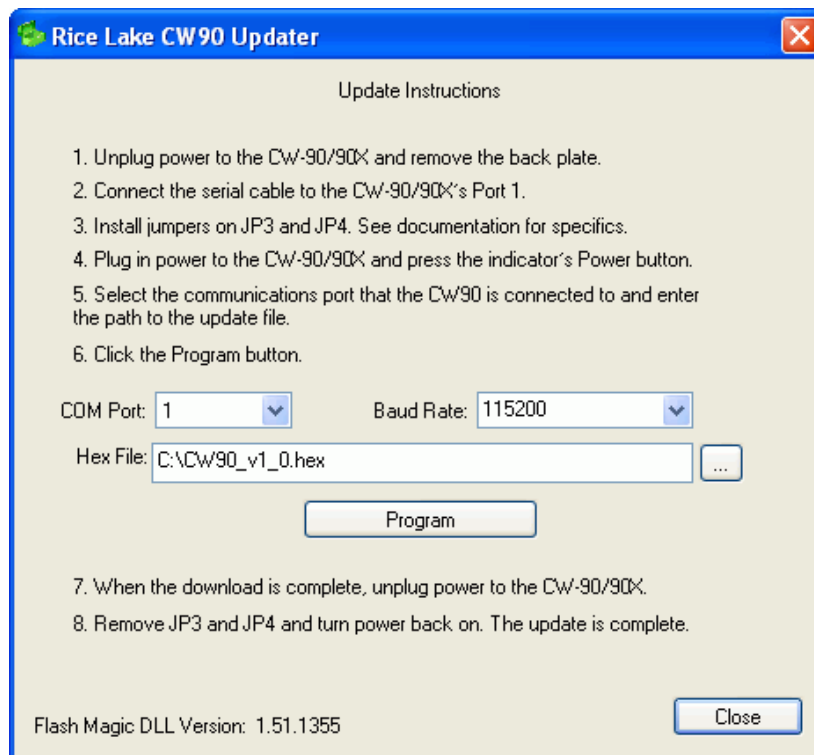 Rice Lake CW90 Updater
Update Instructions
1. Unplug power to the CW-90/90X and remove the back plate.
2. Connect the serial cable to the CW-90/90X's Port 1.
3. Install jumpers on JP3 and JP4. See documentation for specifics.
4. Plug in power to the CW-90/90X and press the indicator's Power button.
5. Select the communications port that the CW90 is connected to and enter
the path to the update file.
6. Click the Program button.
COM Port: 1 Baud Rate: 115200
Hex File: C:\CW90_v1_0.hex ...
Program
7. When the download is complete, unplug power to the CW-90/90X.
8. Remove JP3 and JP4 and turn power back on. The update is complete.
Flash Magic DLL Version: 1.51.1355 Close